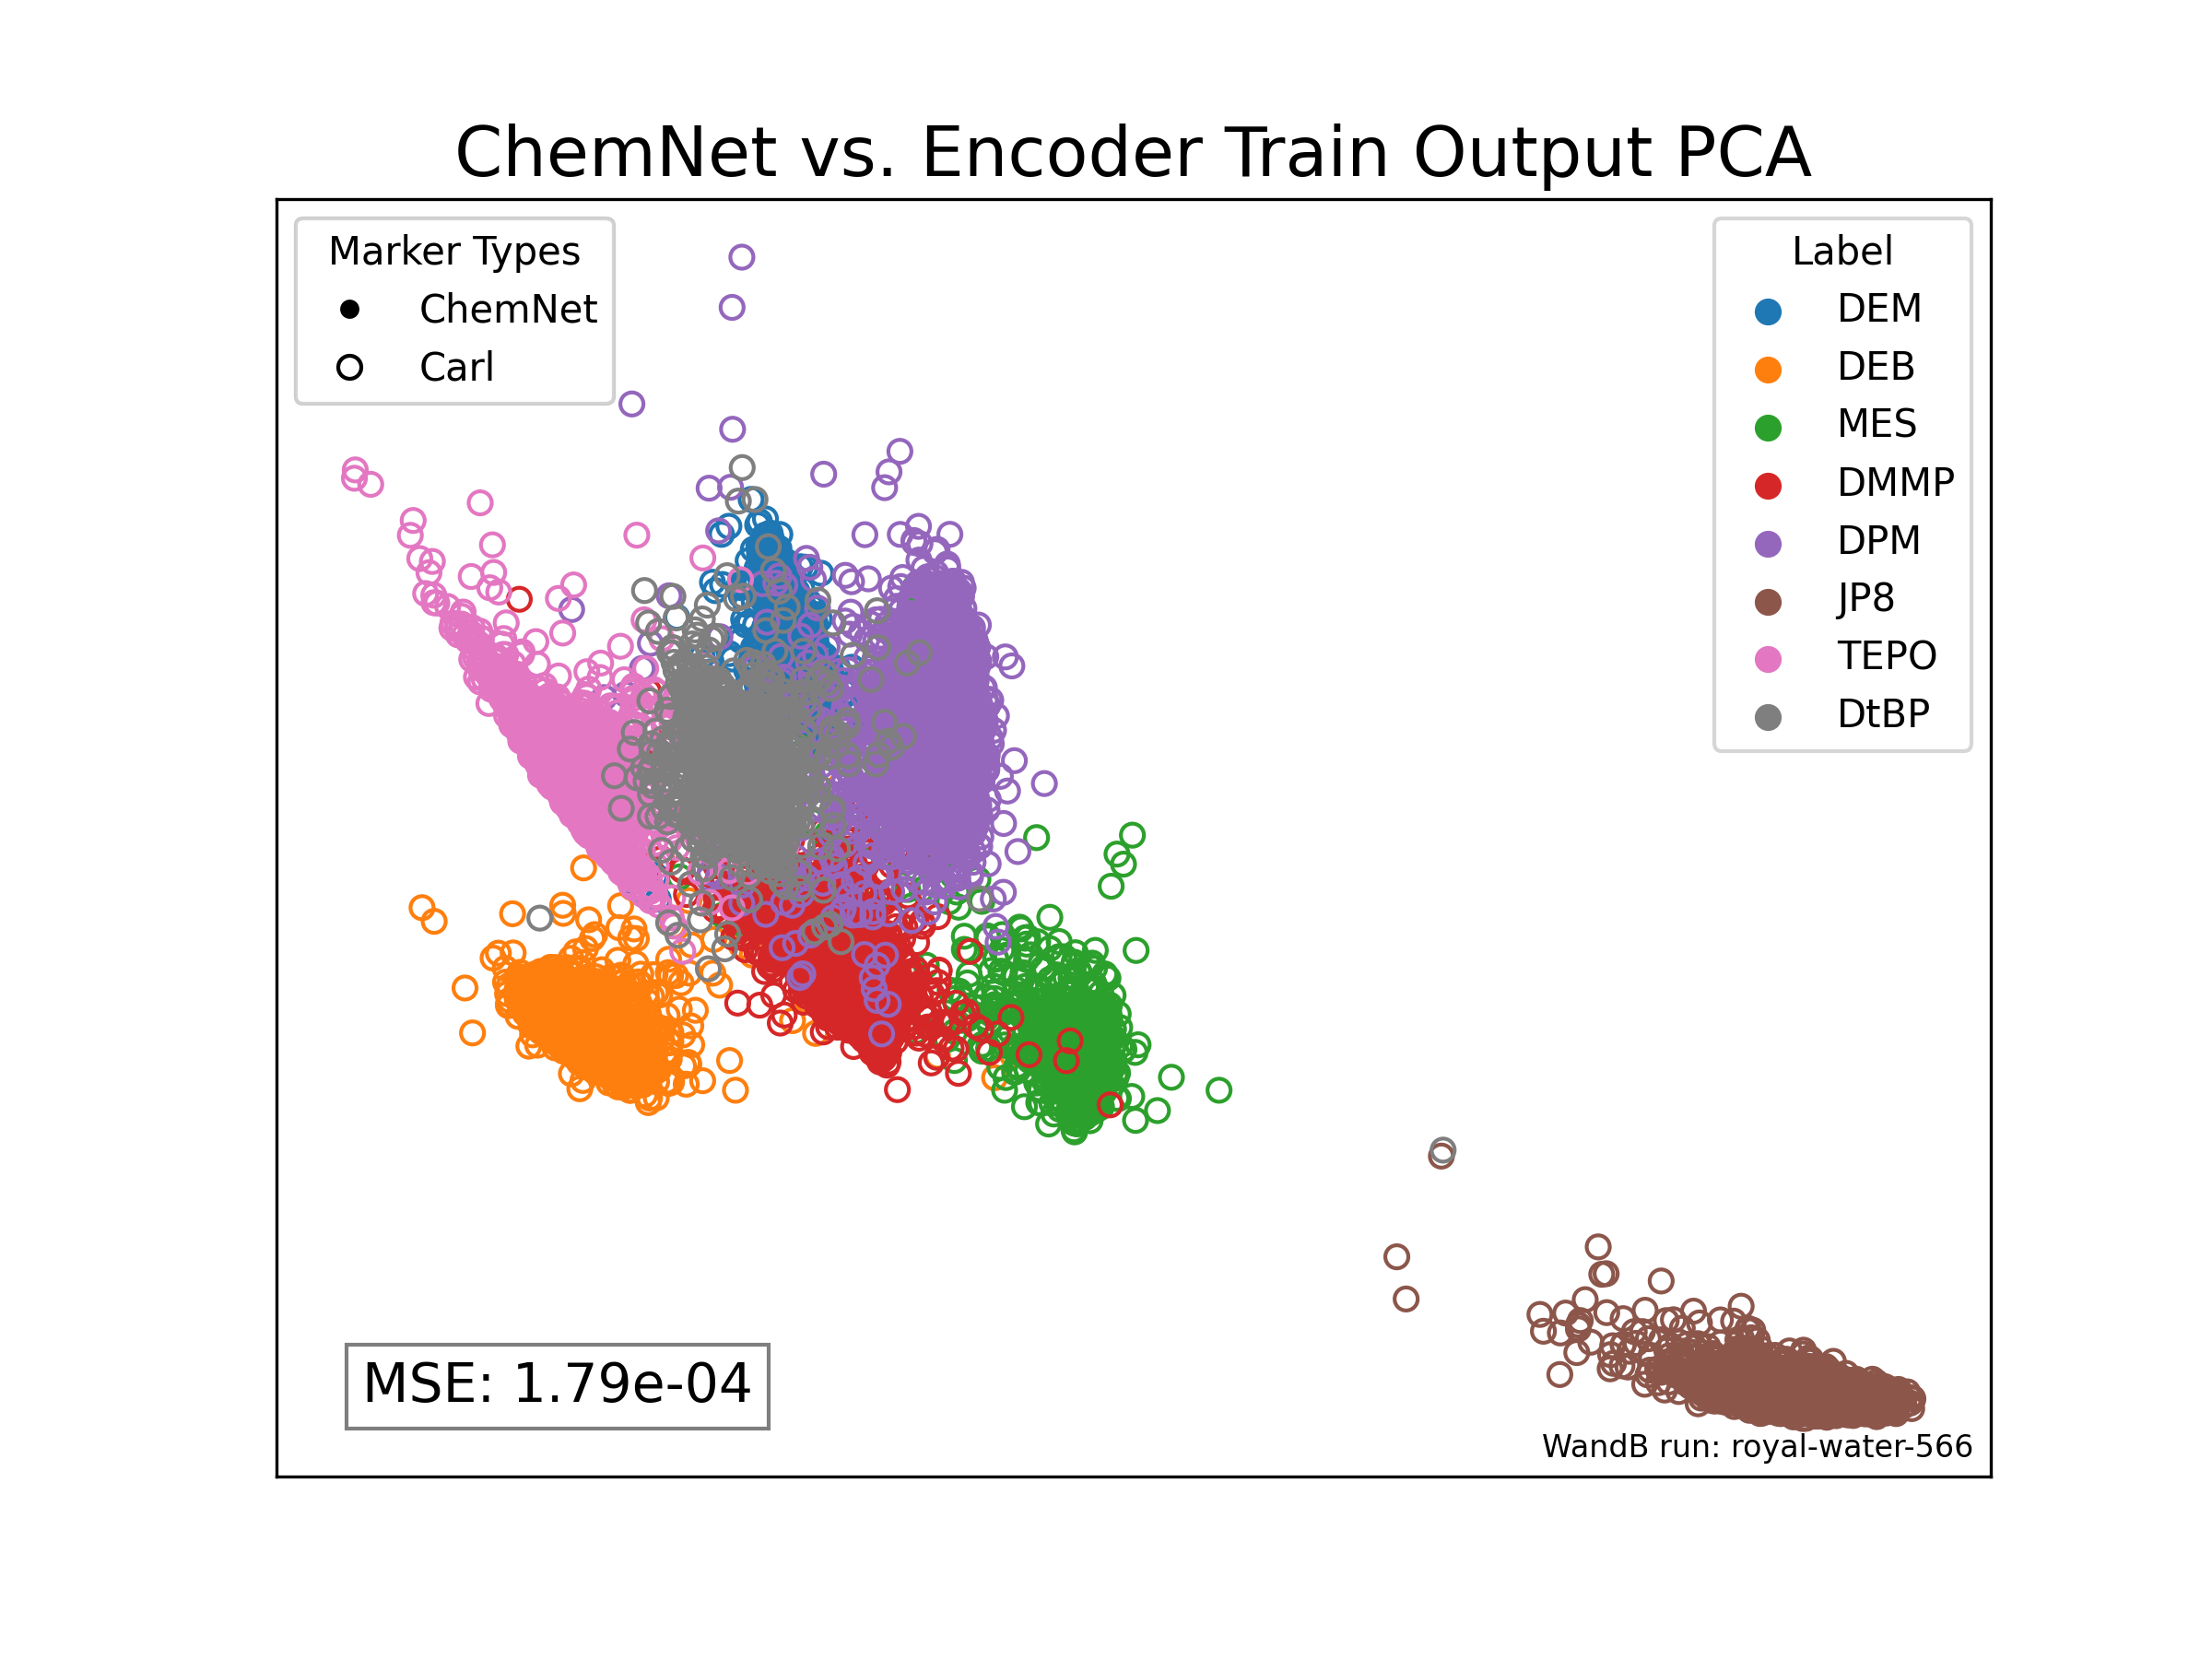 ChemNet vs. Encoder Train Output PCA
Marker Types
ChemNet
Carl
Label
DEM
DEB
MES
DMMP
DPM
JP8
TEPO
DtBP
MSE: 1.79e-04
WandB run: royal-water-566